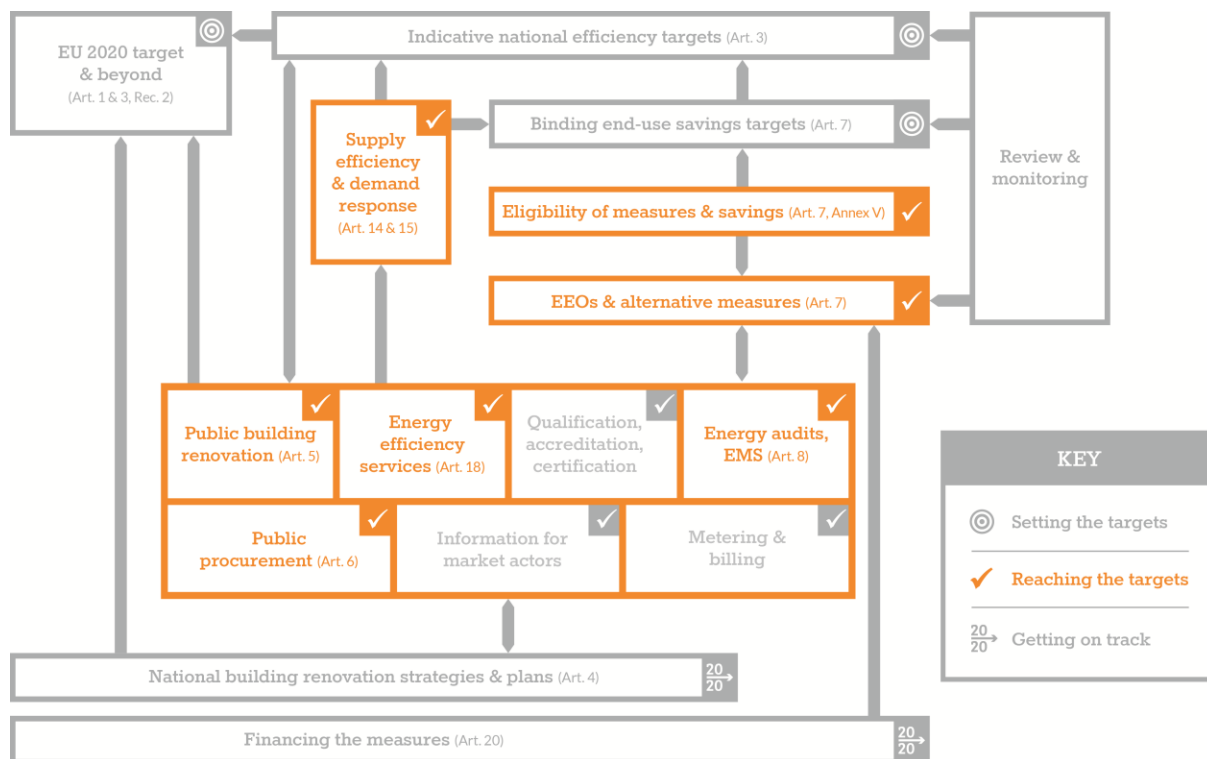 EU 2020 target
& beyond
(Art. 1 & 3, Rec. 2)
Indicative national efficiency targets (Art. 3)
Supply
efficiency
& demand
response
(Art. 14 & 15)
Binding end-use savings targets (Art. 7)
Review &
monitoring
Eligibility of measures & savings (Art. 7, Annex V)
EEOs & alternative measures (Art. 7)
Public building
renovation (Art. 5)
Energy
efficiency
services (Art. 18)
Qualification,
accreditation,
certification
Energy audits,
EMS (Art. 8)
Public
procurement (Art. 6)
Information for
market actors
Metering &
billing
National building renovation strategies & plans (Art. 4)
20
20
Financing the measures (Art. 20)
20
20
KEY
Setting the targets
Reaching the targets
20
20
Getting on track